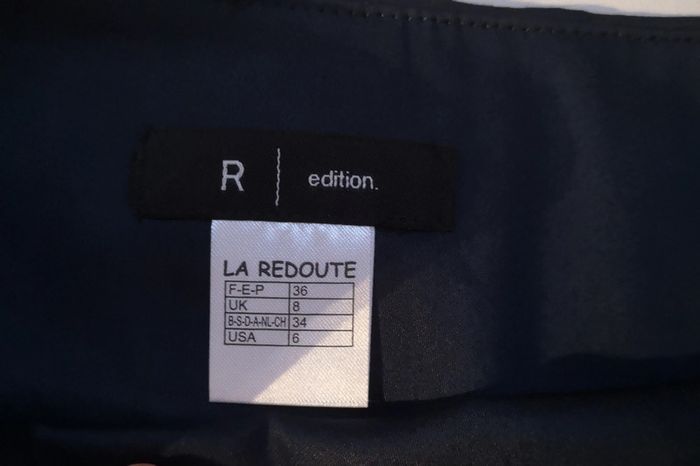 R | edition.
LA REDOUTE
F-E-P 36
UK 8
B-S-D-A-NL-CH 34
USA 6